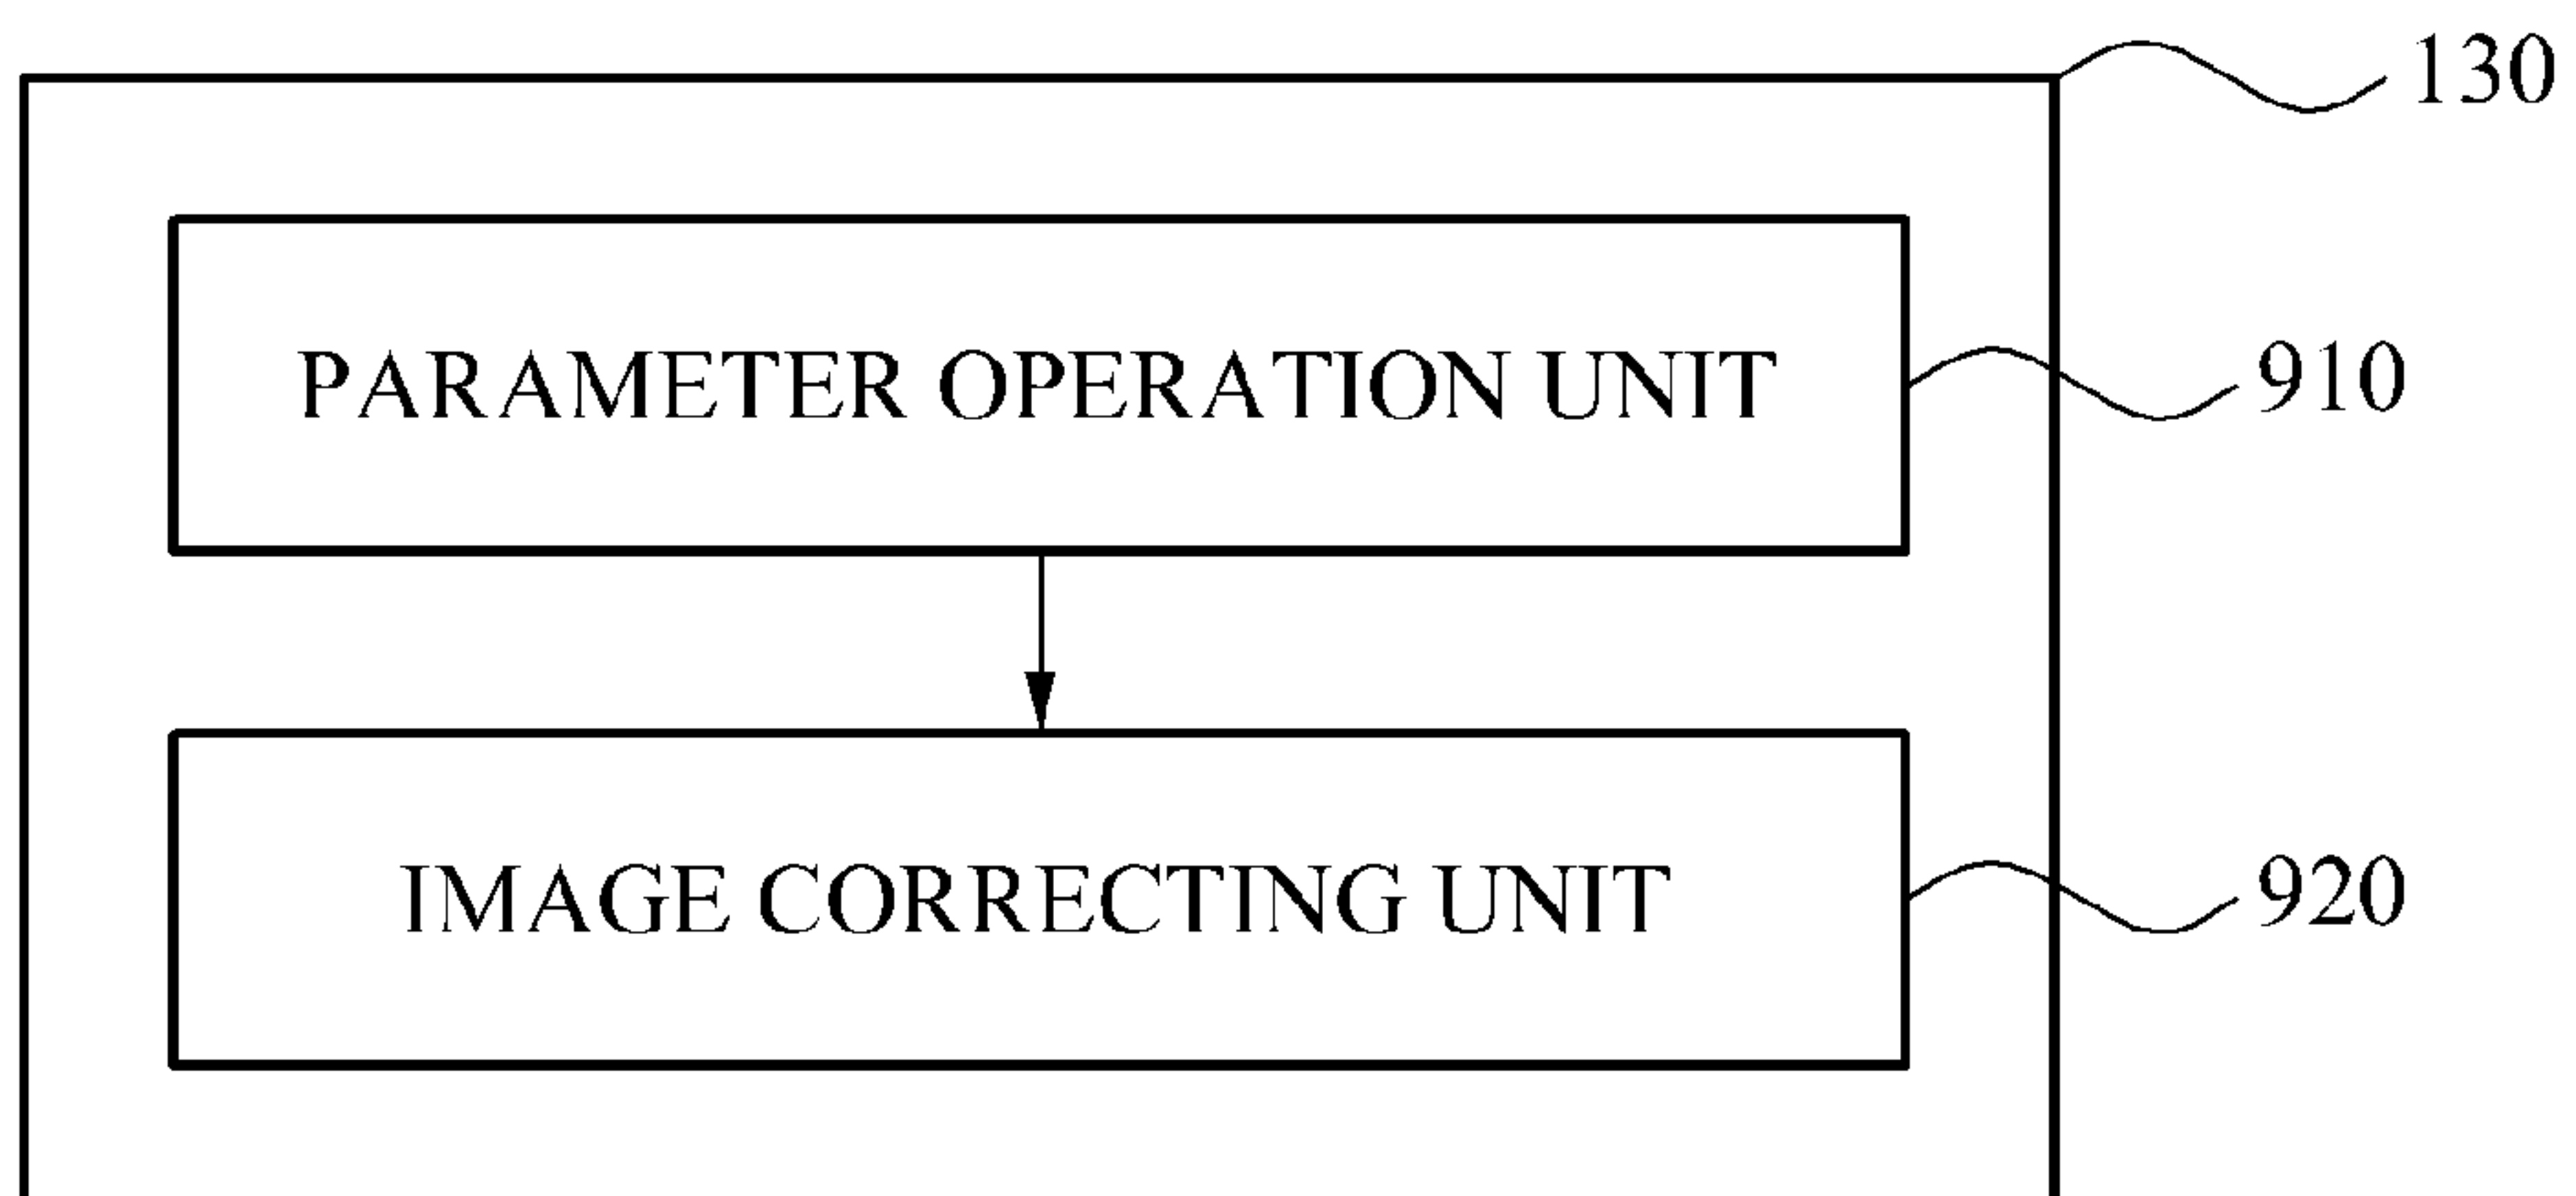 130
PARAMETER OPERATION UNIT
910
IMAGE CORRECTING UNIT
920